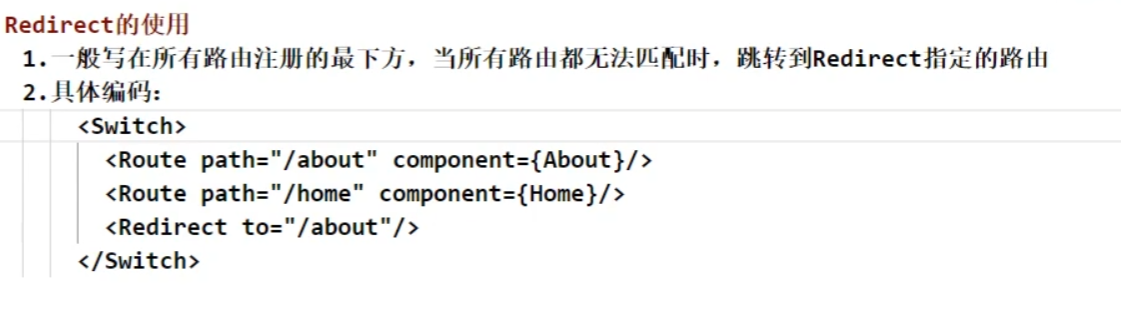 Redirect的使用
1.一般写在所有路由注册的最下方，当所有路由都无法匹配时，跳转到Redirect指定的路由
2.具体编码：
<Switch>
<Route path="/about" component={About}/>
<Route path="/home" component={Home}/>
<Redirect to="/about"/>
</Switch>